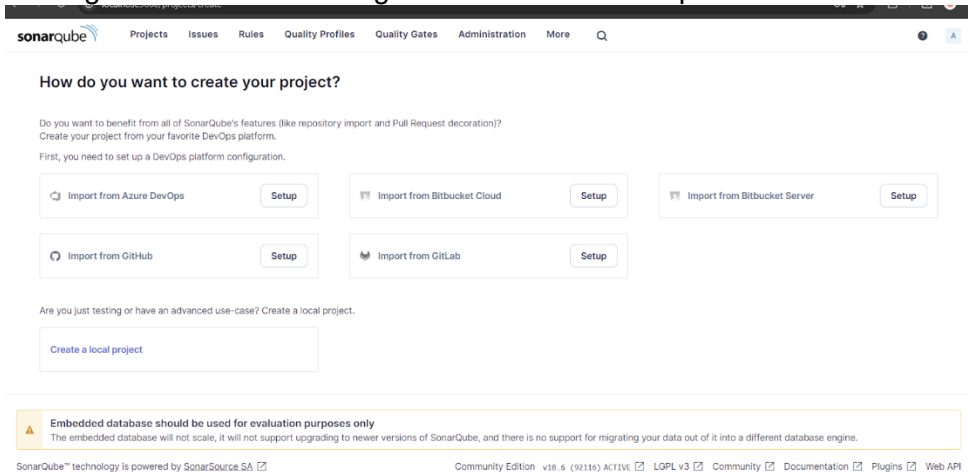 sonarqube
Projects Issues Rules Quality Profiles Quality Gates Administration More
A
How do you want to create your project?
Do you want to benefit from all of SonarQube's features (like repository import and Pull Request decoration)?
Create your project from your favorite DevOps platform.
First, you need to set up a DevOps platform configuration.
Import from Azure DevOps Setup Import from Bitbucket Cloud Setup Import from Bitbucket Server Setup
Import from GitHub Setup Import from GitLab Setup
Are you just testing or have an advanced use-case? Create a local project.
Create a local project
Embedded database should be used for evaluation purposes only
The embedded database will not scale, it will not support upgrading to newer versions of SonarQube, and there is no support for migrating your data out of it into a different database engine.
SonarQube™ technology is powered by SonarSource SA Community Edition v10.6 (92116) ACTIVE LGPL v3 Community Documentation Plugins Web API